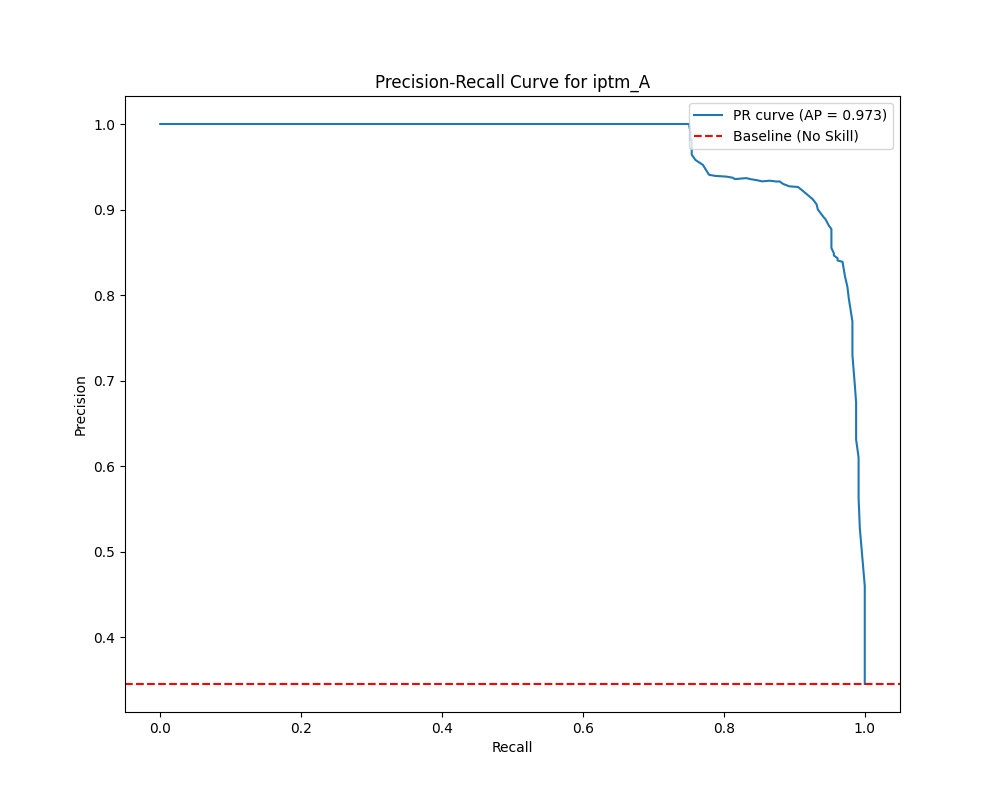 Precision-Recall Curve for iptm_A
PR curve (AP = 0.973)
Baseline (No Skill)
1.0
0.9
0.8
0.7
0.6
0.5
0.4
Precision
0.0 0.2 0.4 0.6 0.8 1.0
Recall